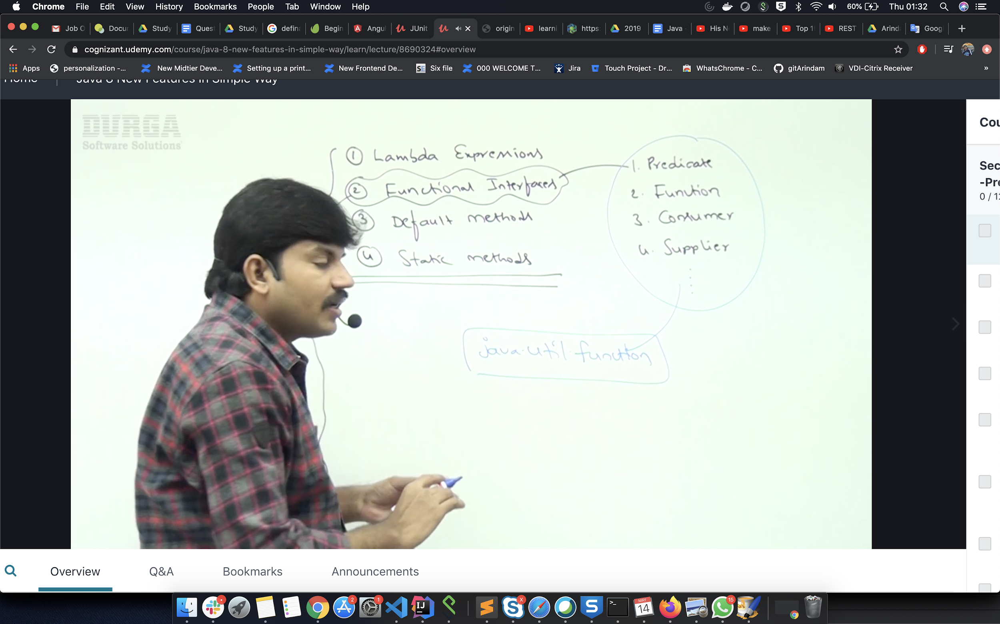 Chrome File Edit View History Bookmarks People Tab Window Help 60% Thu 01:32
Job O Docur Study Ques Study defina Begin Angul JUnit origin learni https: 2019 Java - His N make Top 1 REST Arind Goog
cognizant.udemy.com/course/java-8-new-features-in-simple-way/learn/lecture/8690324#overview
Apps personalization -... New Midtier Deve... Setting up a print... New Frontend De... SE Six file 000 WELCOME T... Jira Touch Project - Dr... WhatsChrome - C... gitArindam VDI-Citrix Receiver »
Home Java 8 New Features in Simple Way
DURGA
Software Solutions
① Lambda Expressions
② Functional Interfaces
③ Default methods
④ Static methods
1. Predicate
2. Function
3. Consumer
4. Supplier
java.util.function
Cou
Sec
-Pre
0 / 12
Overview Q&A Bookmarks Announcements
2 1 IJ X S >_ MAY 14 15